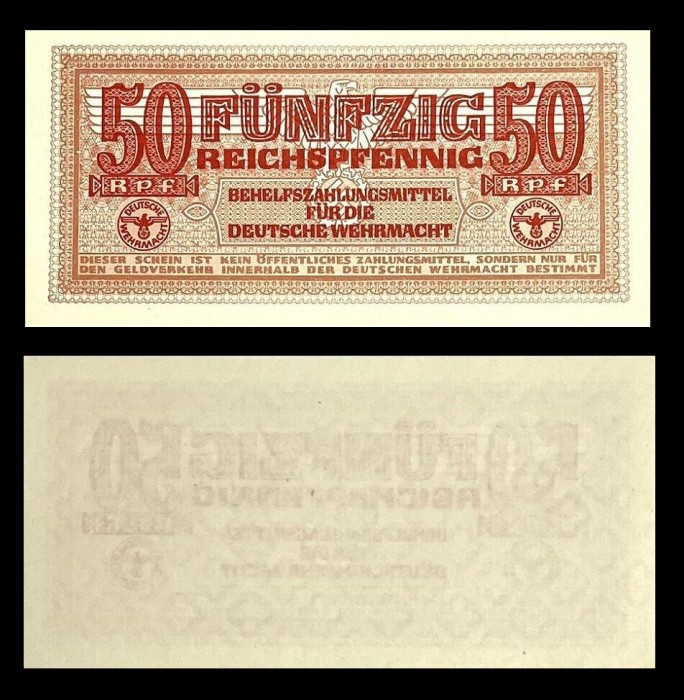 50 FÜNFZIG 50
REICHSPFENNIG
RPf RPf
BEHELFSZAHLUNGSMITTEL
FÜR DIE
DEUTSCHE WEHRMACHT
DEUTSCHE WEHRMACHT
DEUTSCHE WEHRMACHT
DIESER SCHEIN IST KEIN ÖFFENTLICHES ZAHLUNGSMITTEL, SONDERN NUR FÜR
DEN GELDVERKEHR INNERHALB DER DEUTSCHEN WEHRMACHT BESTIMMT